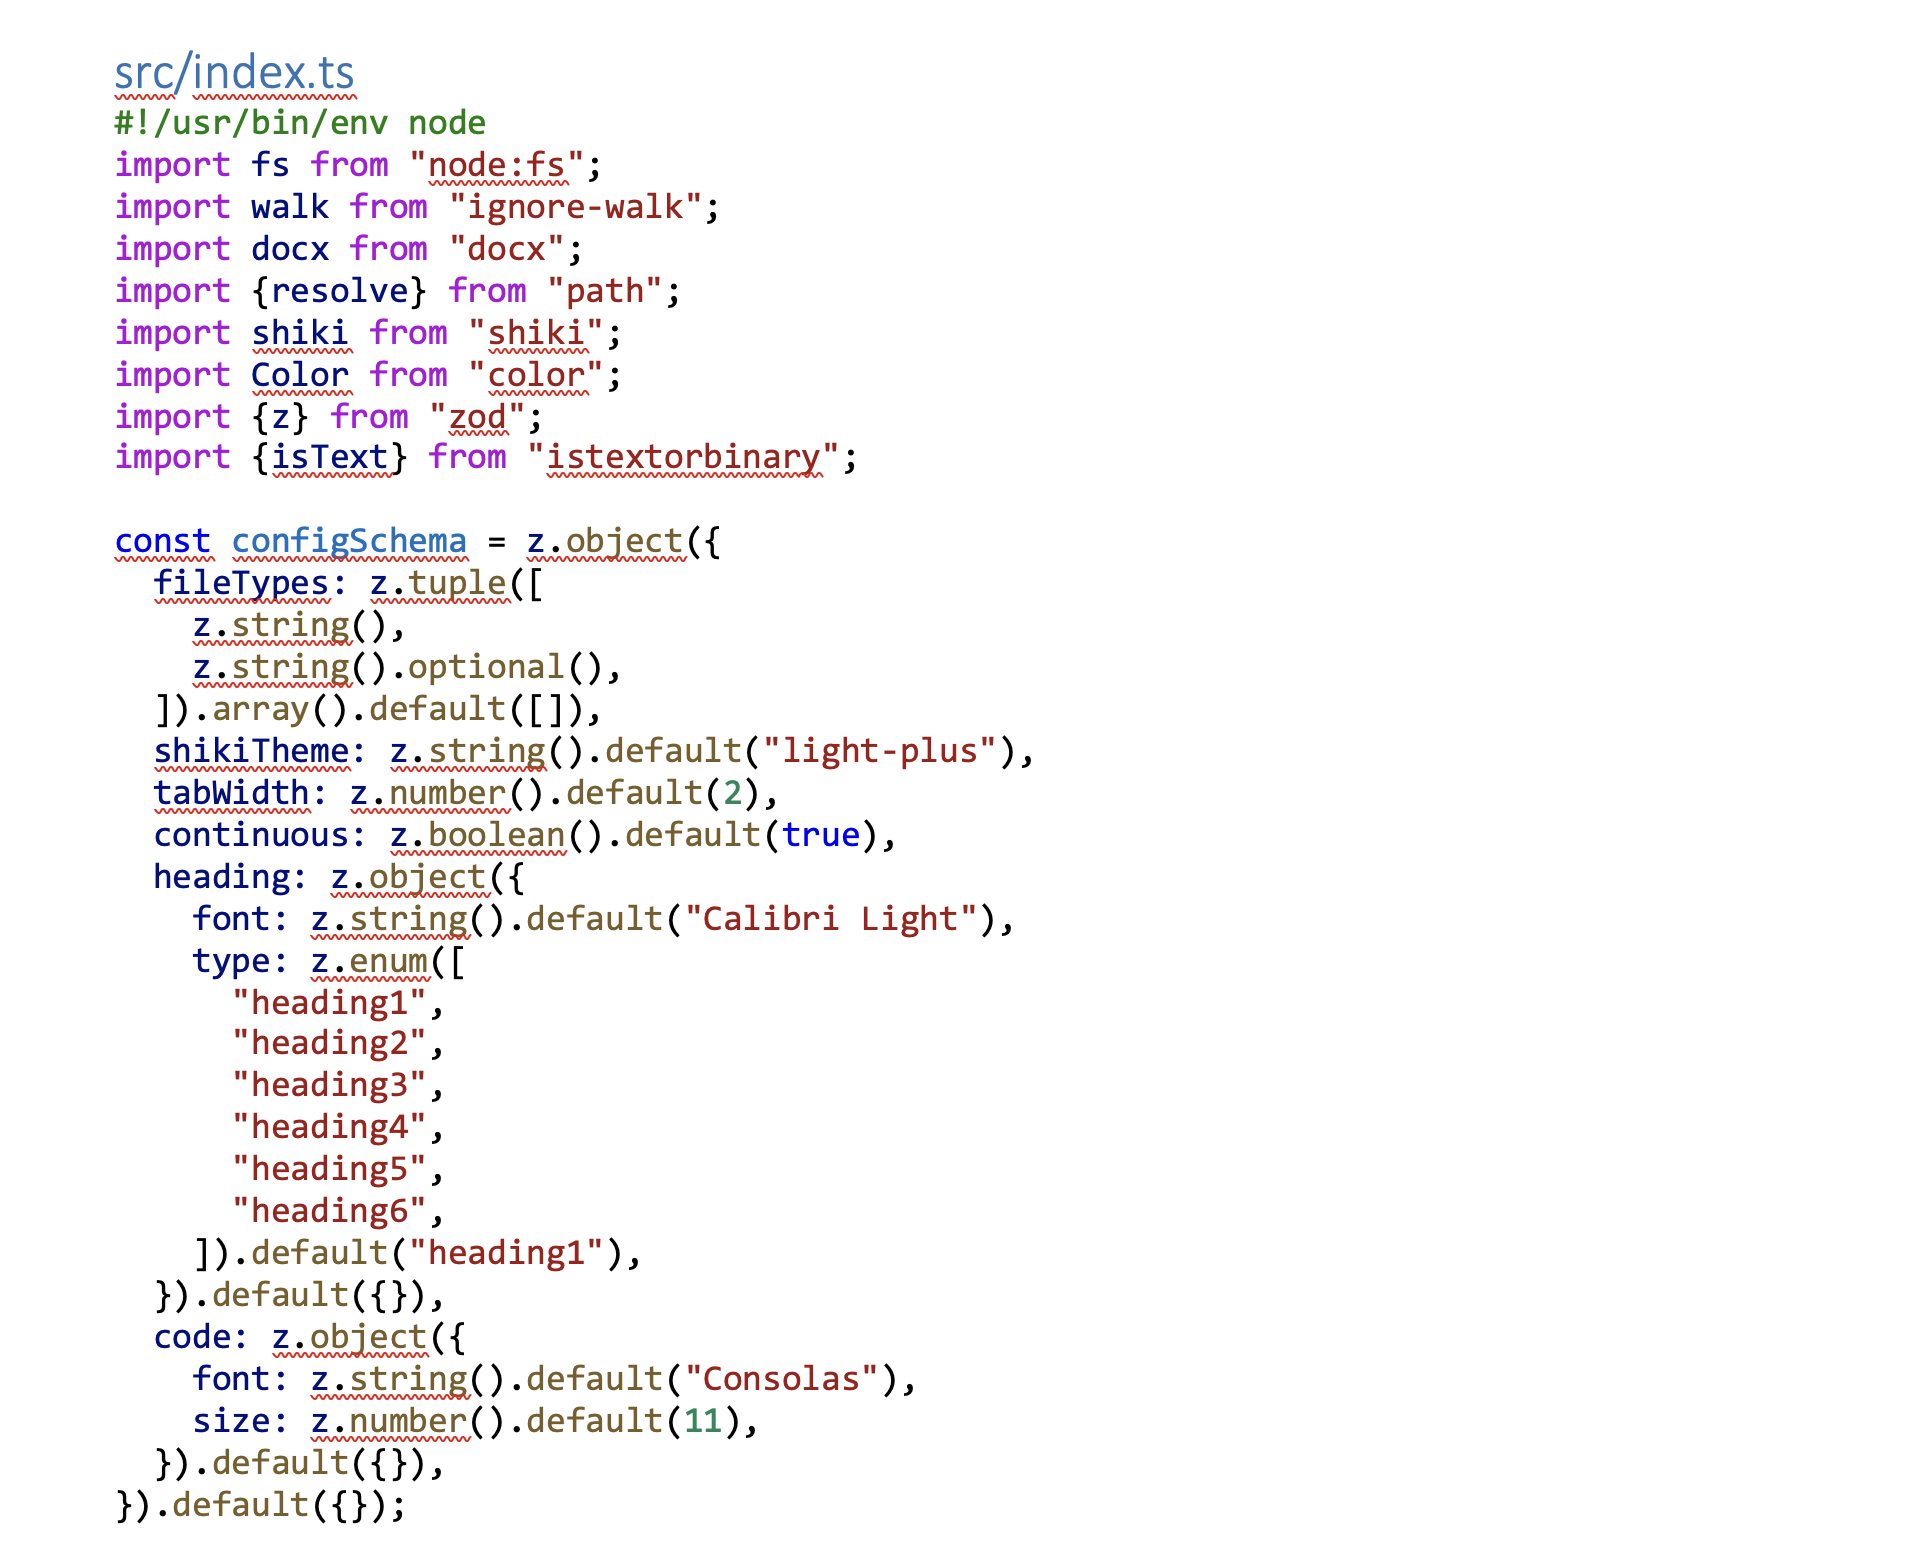 src/index.ts
#!/usr/bin/env node
import fs from "node:fs";
import walk from "ignore-walk";
import docx from "docx";
import {resolve} from "path";
import shiki from "shiki";
import Color from "color";
import {z} from "zod";
import {isText} from "istextorbinary";

const configSchema = z.object({
  fileTypes: z.tuple([
    z.string(),
    z.string().optional(),
  ]).array().default([]),
  shikiTheme: z.string().default("light-plus"),
  tabWidth: z.number().default(2),
  continuous: z.boolean().default(true),
  heading: z.object({
    font: z.string().default("Calibri Light"),
    type: z.enum([
      "heading1",
      "heading2",
      "heading3",
      "heading4",
      "heading5",
      "heading6",
    ]).default("heading1"),
  }).default({}),
  code: z.object({
    font: z.string().default("Consolas"),
    size: z.number().default(11),
  }).default({}),
}).default({});